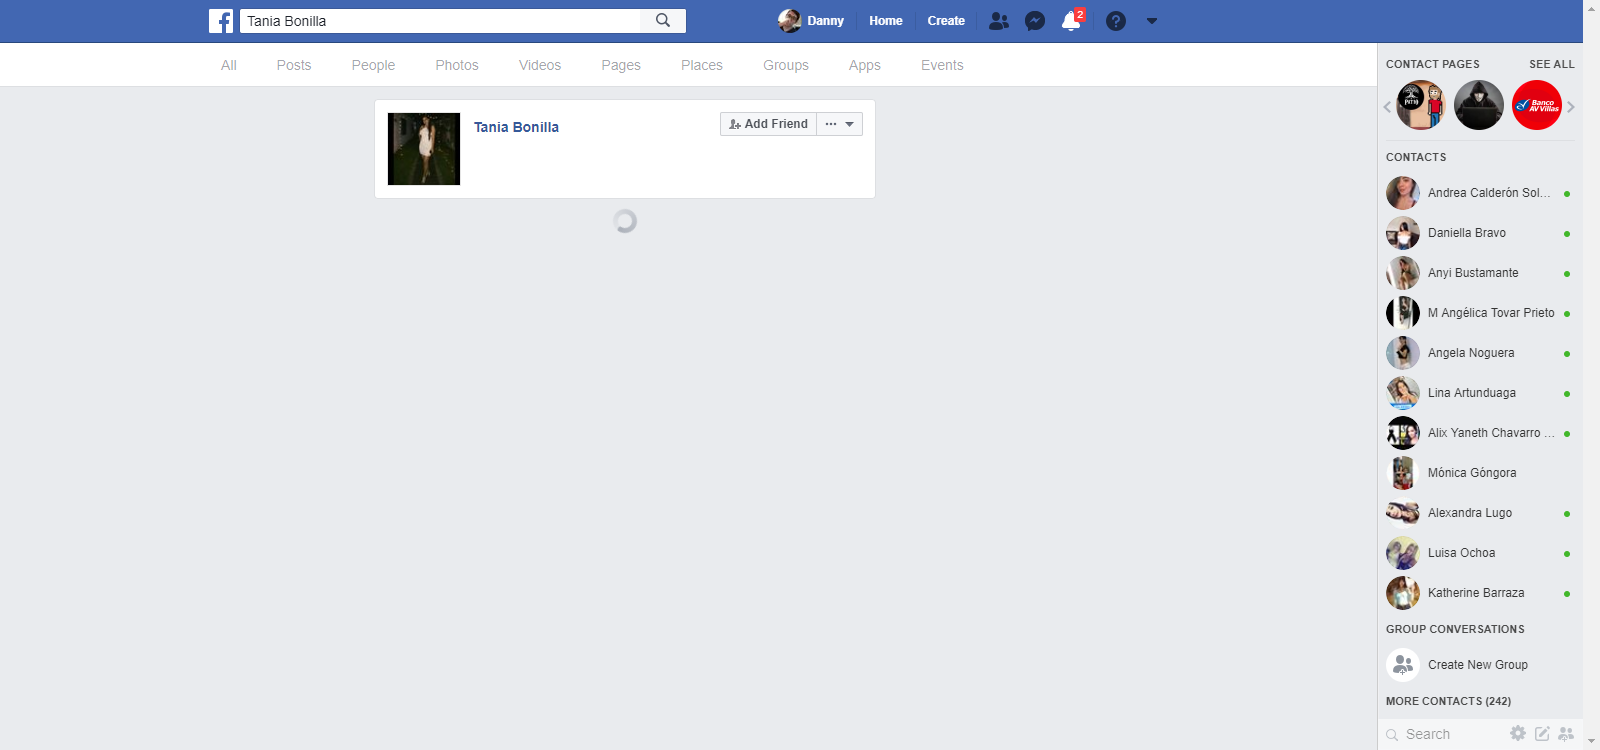 Tania Bonilla
Danny
Home
Create
2
All
Posts
People
Photos
Videos
Pages
Places
Groups
Apps
Events
Tania Bonilla
Add Friend
CONTACT PAGES
SEE ALL
Banco
AV Villas
CONTACTS
Andrea Calderón Sol...
Daniella Bravo
Anyi Bustamante
M Angélica Tovar Prieto
Angela Noguera
Lina Artunduaga
Alix Yaneth Chavarro ...
Mónica Góngora
Alexandra Lugo
Luisa Ochoa
Katherine Barraza
GROUP CONVERSATIONS
Create New Group
MORE CONTACTS (242)
Search